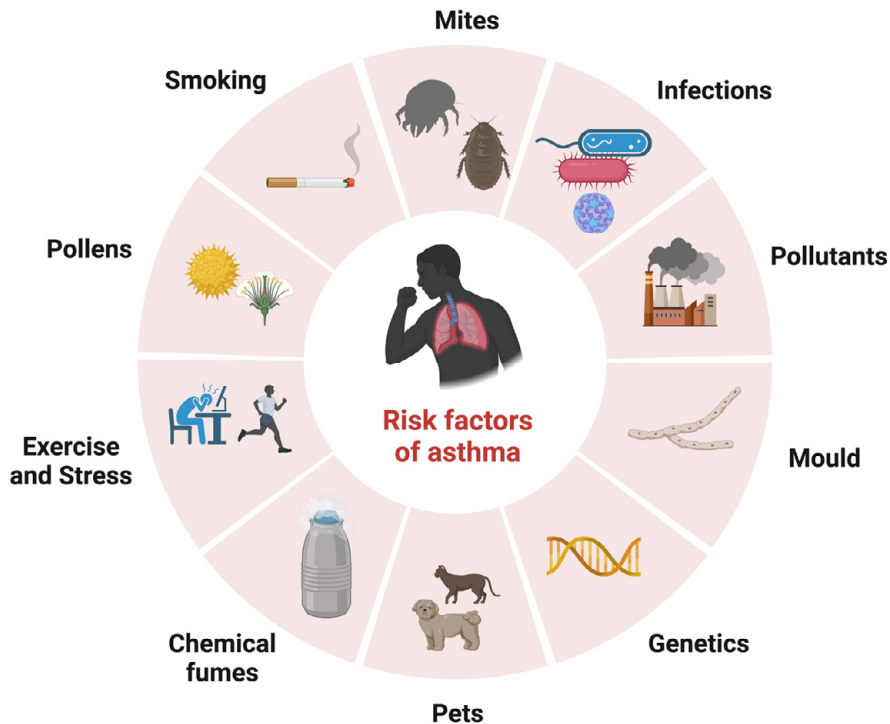 Mites
Smoking
Infections
Pollens
Pollutants
Risk factors
of asthma
Exercise
and Stress
Mould
Chemical
fumes
Genetics
Pets